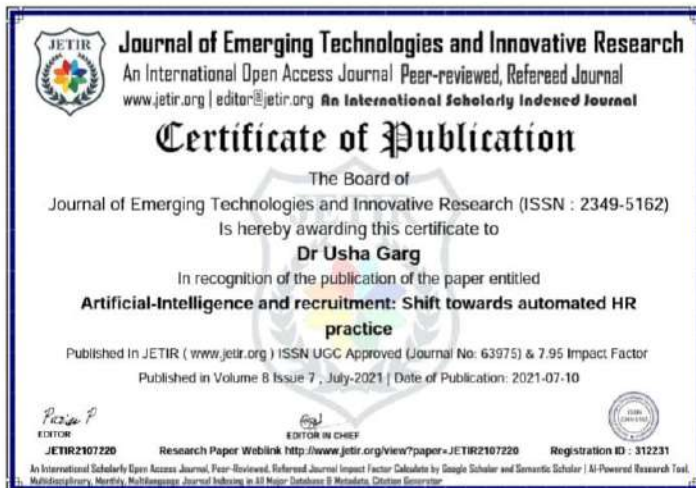 JETIR
Journal of Emerging Technologies and Innovative Research
An International Open Access Journal Peer-reviewed, Refereed Journal
www.jetir.org | editor@jetir.org An International Scholarly Indexed Journal
Certificate of Publication
The Board of
Journal of Emerging Technologies and Innovative Research (ISSN : 2349-5162)
Is hereby awarding this certificate to
Dr Usha Garg
In recognition of the publication of the paper entitled
Artificial-Intelligence and recruitment: Shift towards automated HR
practice
Published In JETIR ( www.jetir.org ) ISSN UGC Approved (Journal No: 63975) & 7.95 Impact Factor
Published in Volume 8 Issue 7 , July-2021 | Date of Publication: 2021-07-10
EDITOR
EDITOR IN CHIEF
JETIR2107220 Research Paper Weblink http://www.jetir.org/view?paper=JETIR2107220 Registration ID : 312231
An International Scholarly Open Access Journal, Peer-Reviewed, Refereed Journal Impact Factor Calculate by Google Scholar and Semantic Scholar | AI-Powered Research Tool,
Multidisciplinary, Monthly, Multilanguage Journal Indexing in All Major Database & Metadata, Citation Generator